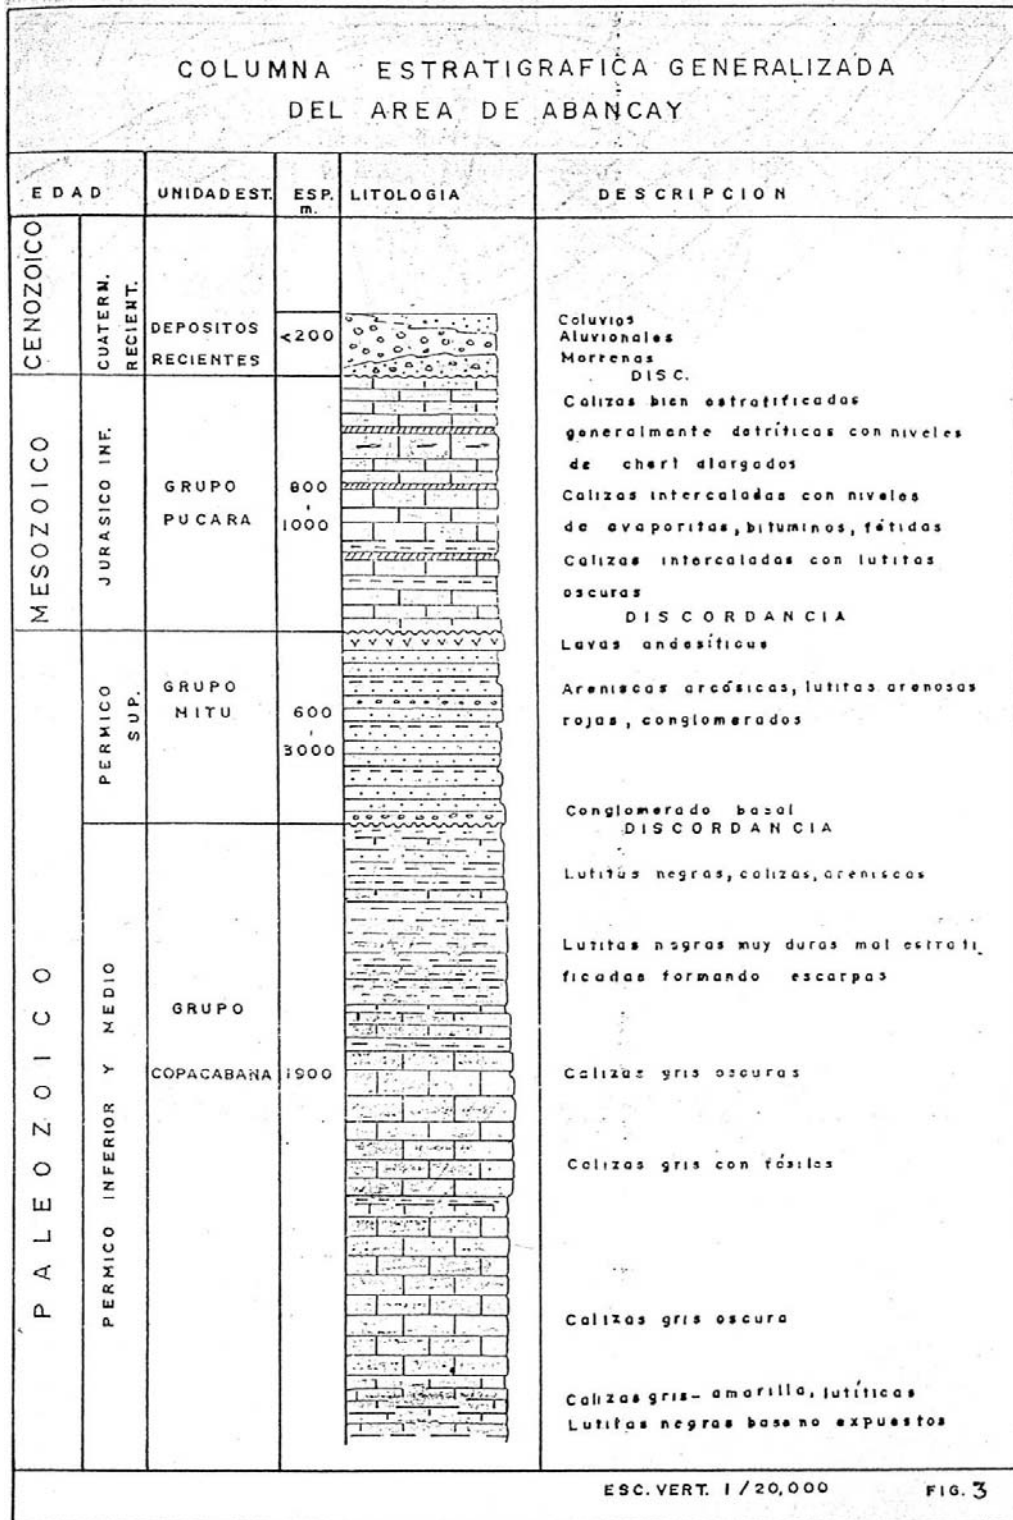 COLUMNA ESTRATIGRAFICA GENERALIZADA
DEL AREA DE ABANCAY
EDAD
UNIDAD EST.
ESP.
m.
LITOLOGIA
DESCRIPCION
CENOZOICO
CUATERN.
RECIENT.
DEPOSITOS
RECIENTES
<200
Coluvios
Aluvionales
Morrenas
DISC.
MESOZOICO
JURASICO INF.
GRUPO
PUCARA
800
-
1000
Calizas bien estratificadas
generalmente detríticas con niveles
de chert alargados
Calizas intercaladas con niveles
de evaporitas, bituminos, fétidas
Calizas intercaladas con lutitas
oscuras
DISCORDANCIA
PALEOZOICO
PERMICO
SUP.
GRUPO
MITU
600
-
3000
Lavas andesíticus
Areniscas arcósicas, lutitas arenosas
rojas, conglomerados
Conglomerado basal
DISCORDANCIA
PERMICO INFERIOR Y MEDIO
GRUPO
COPACABANA
1900
Lutitas negras, calizas, areniscas
Lutitas negras muy duras mal estrati_
ficadas formando escarpas
Calizas gris oscuras
Calizas gris con fósiles
Calizas gris oscura
Calizas gris-amarilla, lutíticas
Lutitas negras base no expuestos
ESC. VERT. 1/20,000
FIG. 3